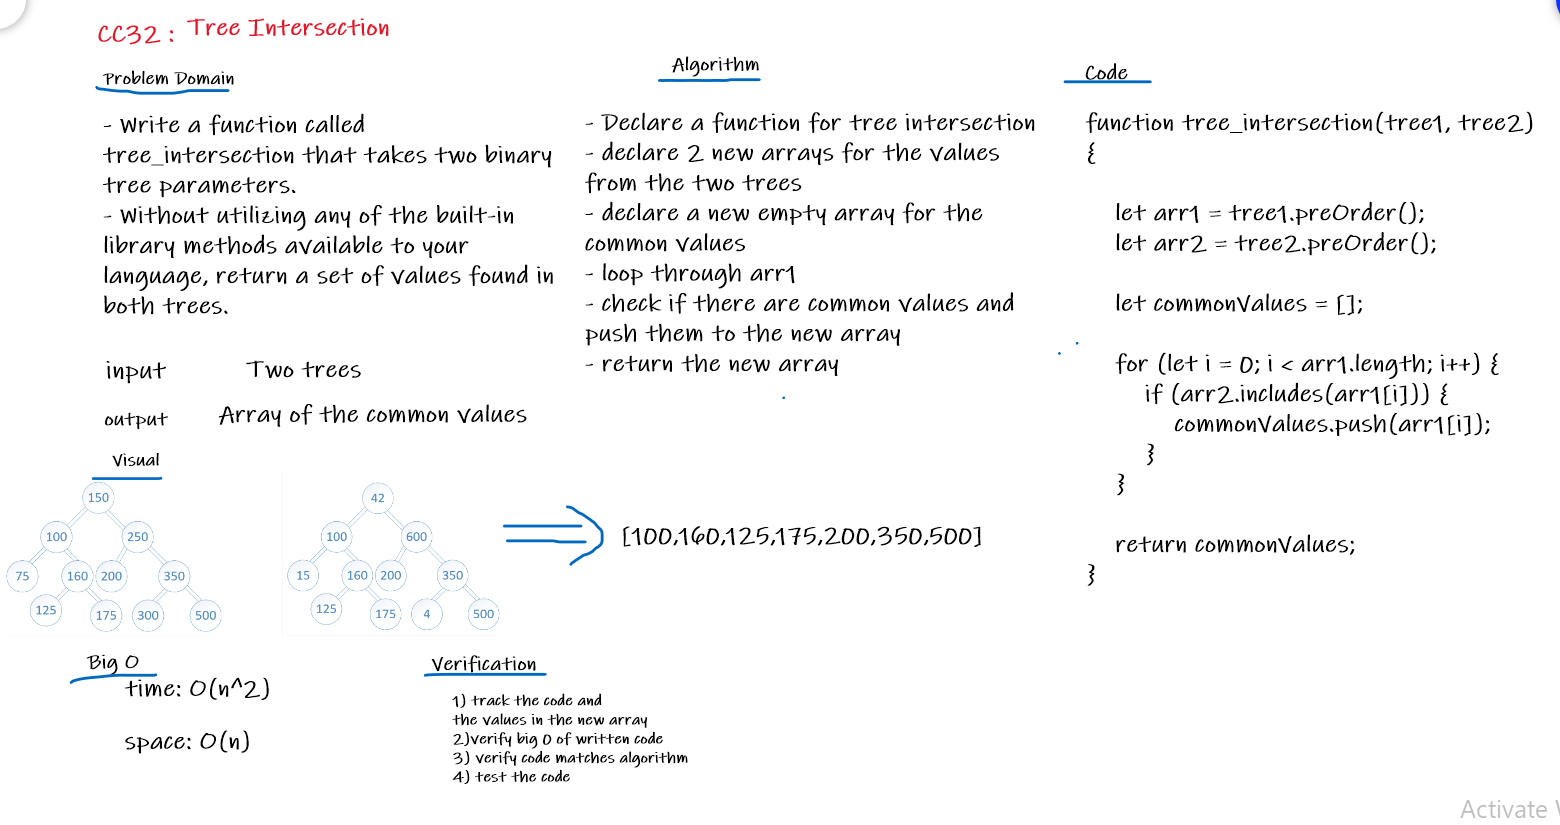 CC32: Tree Intersection
Problem Domain
- Write a function called
tree_intersection that takes two binary
tree parameters.
- Without utilizing any of the built-in
library methods available to your
language, return a set of values found in
both trees.
input Two trees
output Array of the common values
Visual
150
100 250
75 160 200 350
125 175 300 500
42
100 600
15 160 200 350
125 175 4 500
[100,160,125,175,200,350,500]
Big O
time: O(n^2)
space: O(n)
Verification
1) track the code and
the values in the new array
2)verify big O of written code
3) verify code matches algorithm
4) test the code
Algorithm
- Declare a function for tree intersection
- declare 2 new arrays for the values
from the two trees
- declare a new empty array for the
common values
- loop through arr1
- check if there are common values and
push them to the new array
- return the new array
Code
function tree_intersection(tree1, tree2)
{
let arr1 = tree1.preOrder();
let arr2 = tree2.preOrder();
let commonValues = [];
for (let i = 0; i < arr1.length; i++) {
if (arr2.includes(arr1[i])) {
commonValues.push(arr1[i]);
}
}
return commonValues;
}
Activate